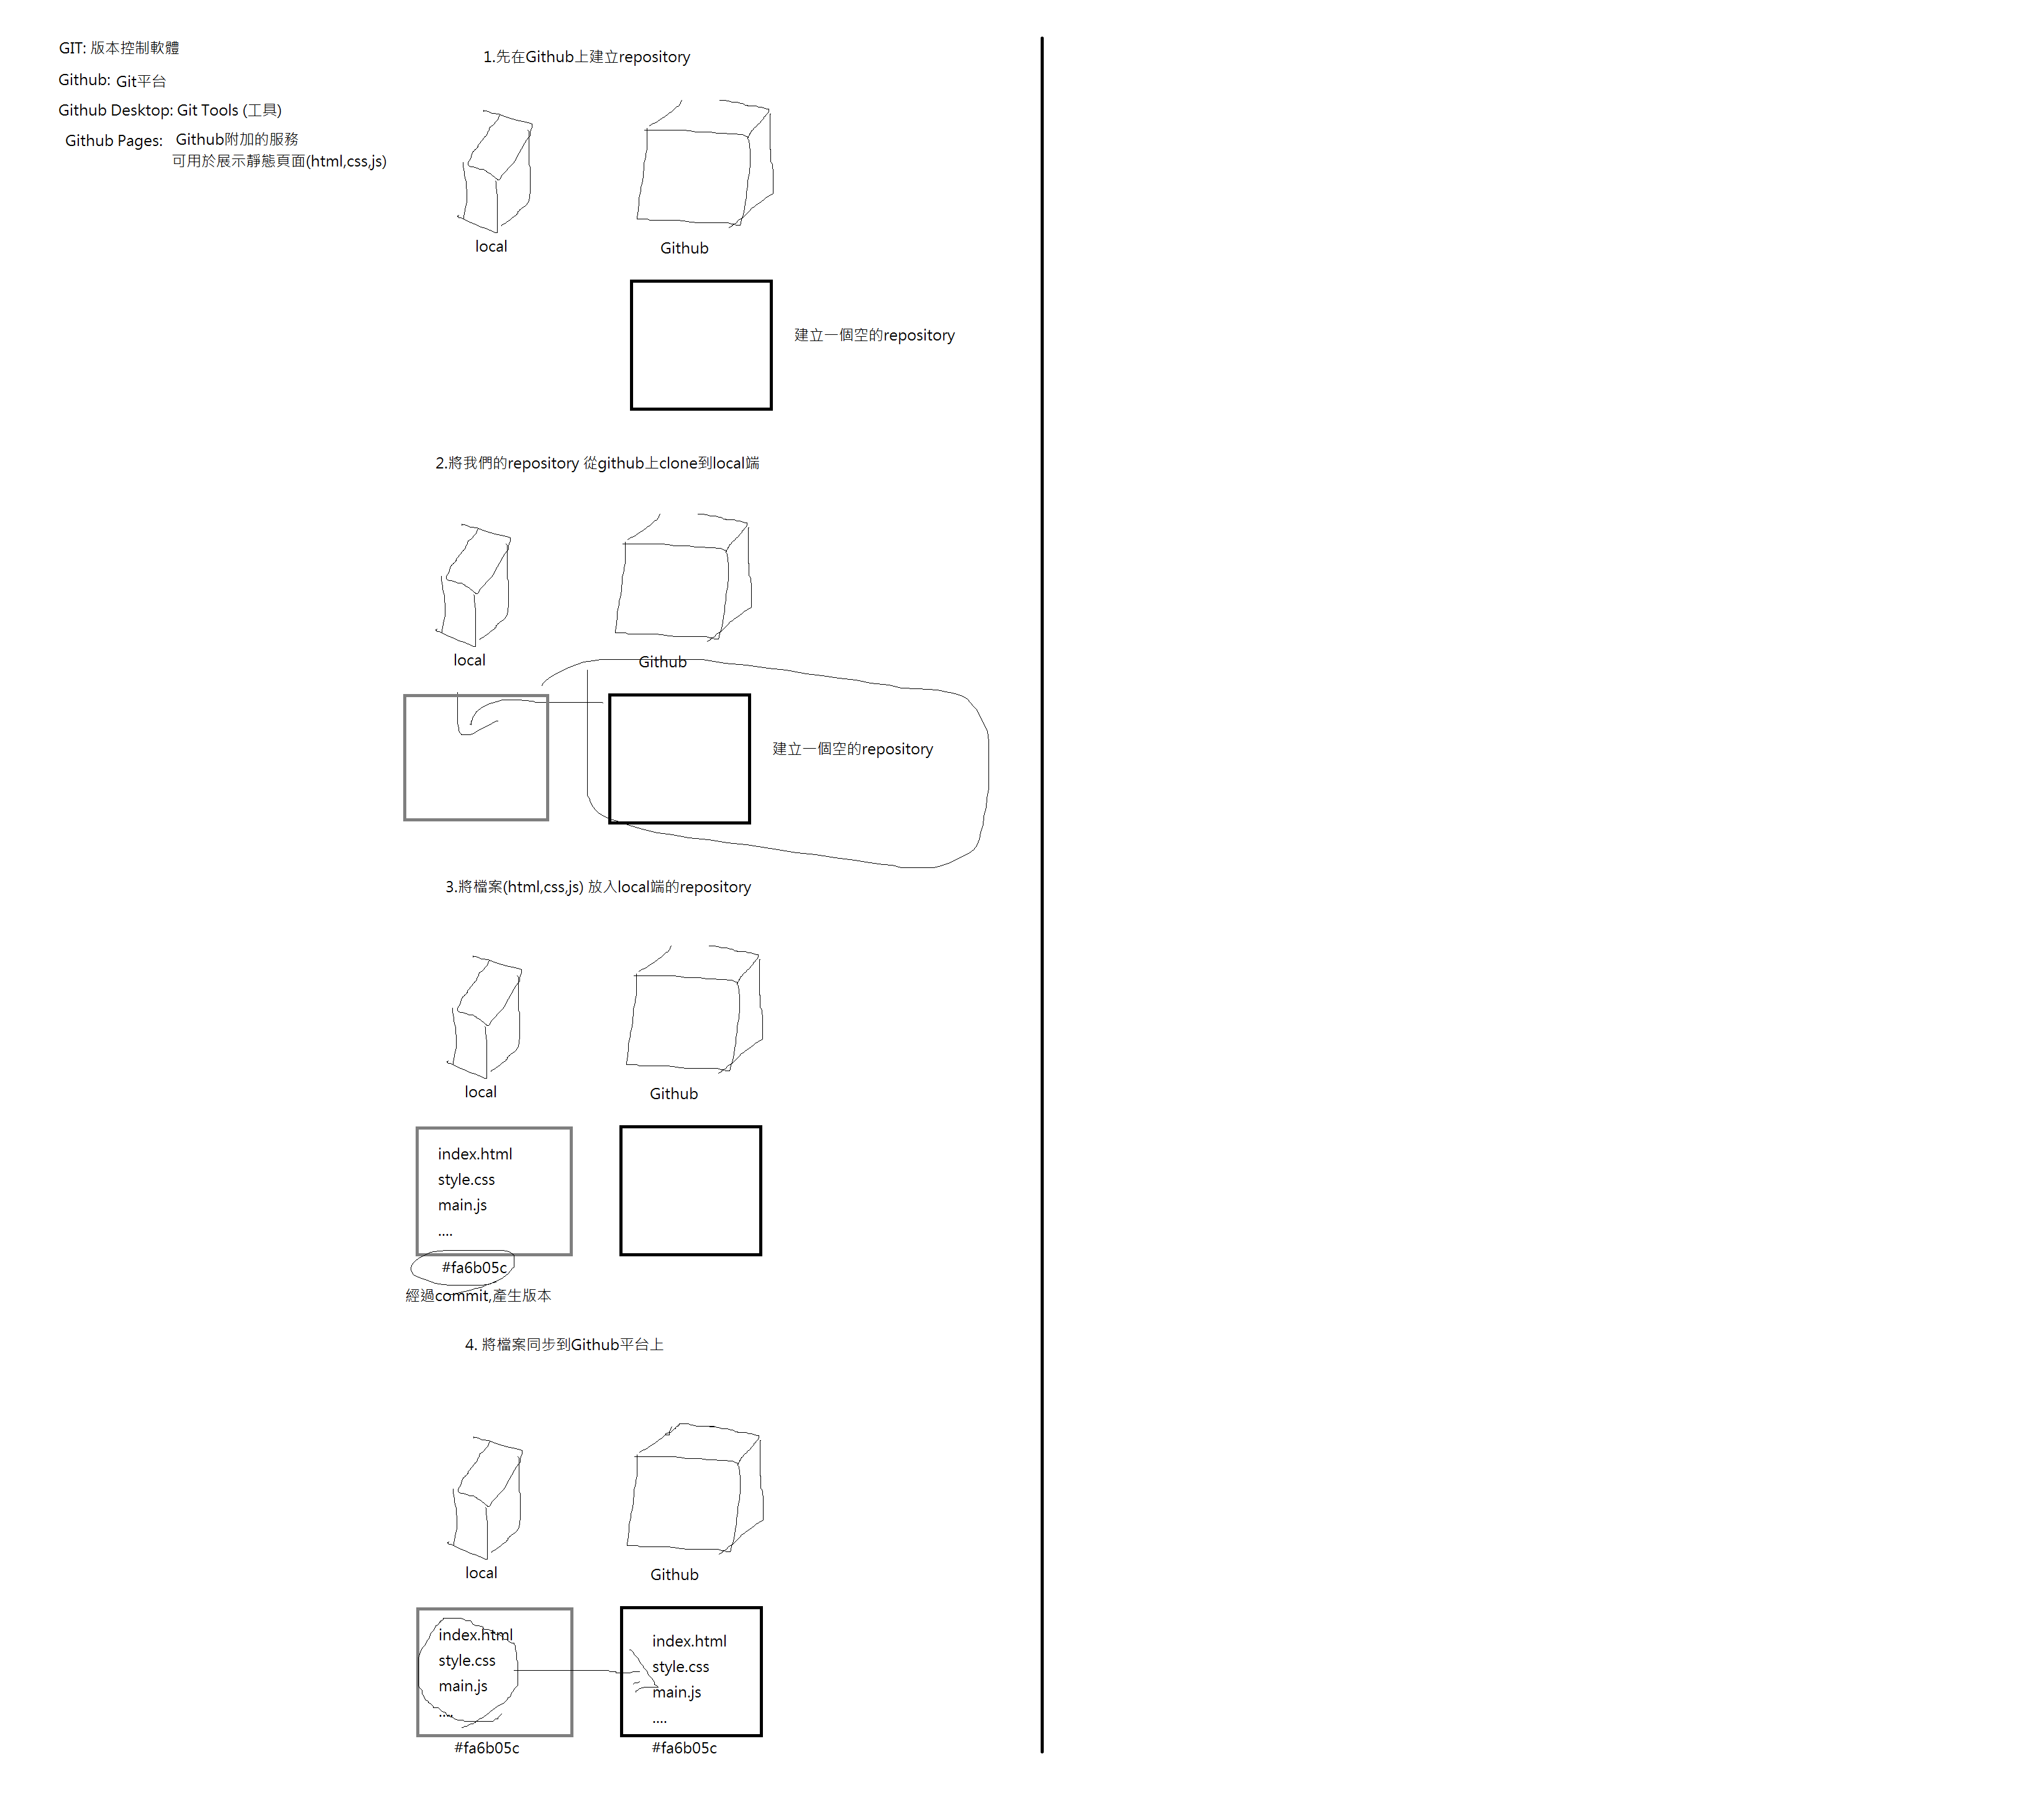 GIT: 版本控制軟體
Github: Git平台
Github Desktop: Git Tools (工具)
Github Pages: Github附加的服務
可用於展示靜態頁面(html,css,js)
1.先在Github上建立repository
local
Github
建立一個空的repository
2.將我們的repository 從github上clone到local端
local
Github
建立一個空的repository
3.將檔案(html,css,js) 放入local端的repository
local
Github
index.html
style.css
main.js
....
#fa6b05c
經過commit,產生版本
4. 將檔案同步到Github平台上
local
Github
index.html
style.css
main.js
....
#fa6b05c
index.html
style.css
main.js
....
#fa6b05c